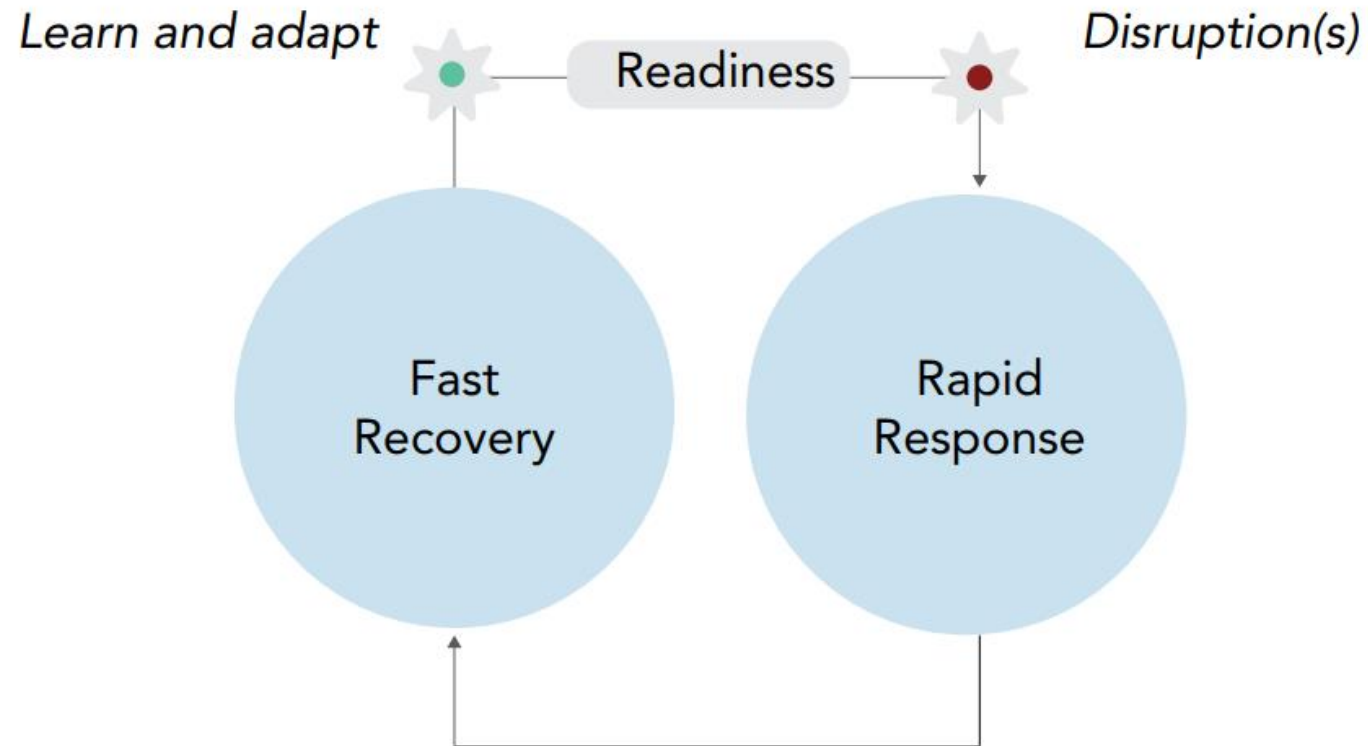 Learn and adapt
Readiness
Disruption(s)
Fast
Recovery
Rapid
Response